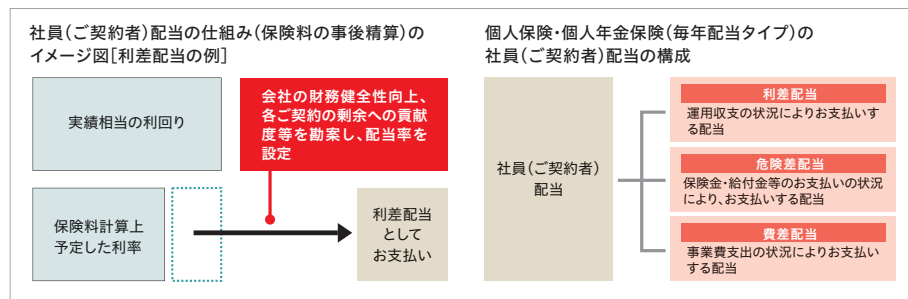 社員(ご契約者)配当の仕組み(保険料の事後精算)の
イメージ図[利差配当の例]
実績相当の利回り
会社の財務健全性向上、
各ご契約の剰余への貢献
度等を勘案し、配当率を
設定
保険料計算上
予定した利率
利差配当
として
お支払い
個人保険・個人年金保険(毎年配当タイプ)の
社員(ご契約者)配当の構成
社員(ご契約者)
配当
利差配当
運用収支の状況によりお支払いす
る配当
危険差配当
保険金・給付金等のお支払いの状況
により、お支払いする配当
費差配当
事業費支出の状況によりお支払い
する配当